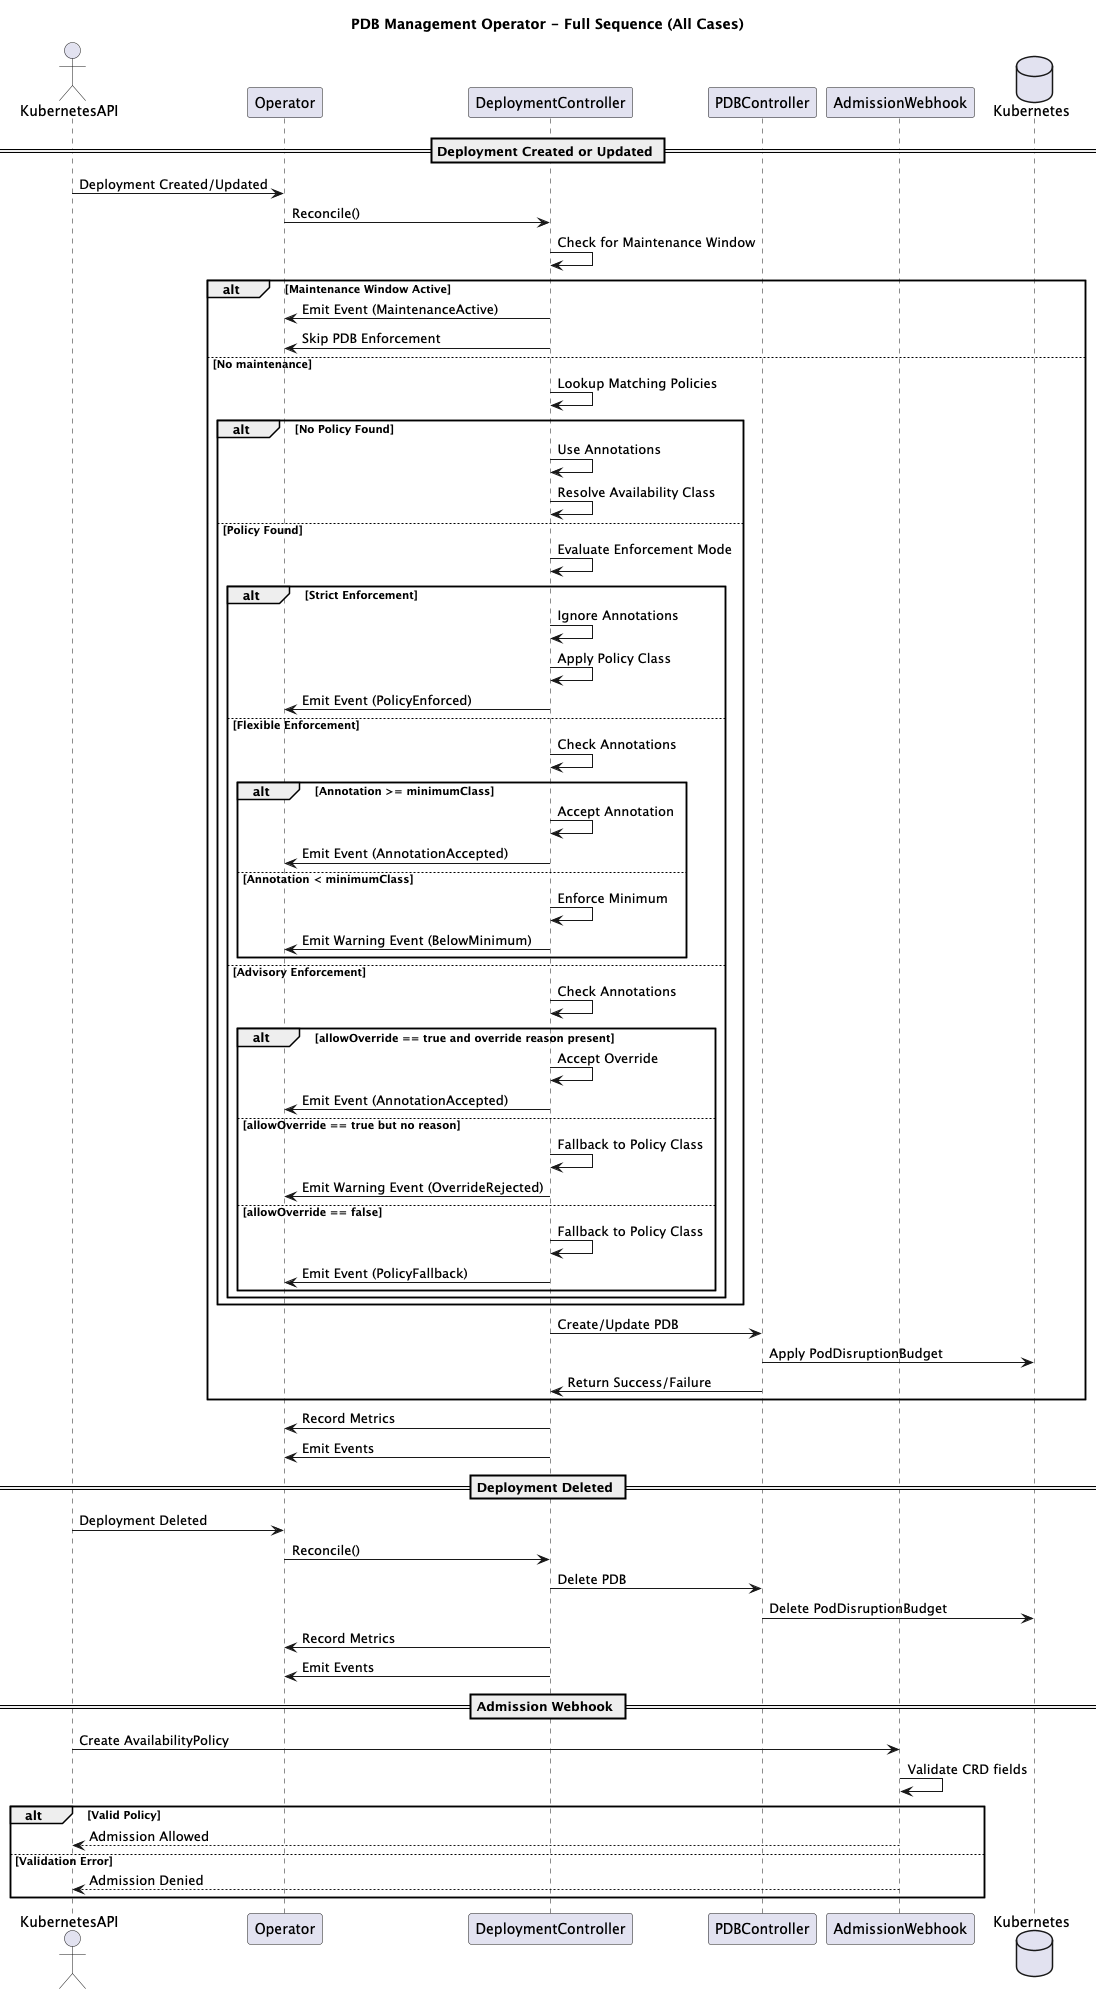 PDB Management Operator - Full Sequence (All Cases)
KubernetesAPI
Operator
DeploymentController
PDBController
AdmissionWebhook
Kubernetes
Deployment Created or Updated
Deployment Created/Updated
Reconcile()
Check for Maintenance Window
alt
[Maintenance Window Active]
Emit Event (MaintenanceActive)
Skip PDB Enforcement
[No maintenance]
Lookup Matching Policies
alt
[No Policy Found]
Use Annotations
Resolve Availability Class
[Policy Found]
Evaluate Enforcement Mode
alt
[Strict Enforcement]
Ignore Annotations
Apply Policy Class
Emit Event (PolicyEnforced)
[Flexible Enforcement]
Check Annotations
alt
[Annotation >= minimumClass]
Accept Annotation
Emit Event (AnnotationAccepted)
[Annotation < minimumClass]
Enforce Minimum
Emit Warning Event (BelowMinimum)
[Advisory Enforcement]
Check Annotations
alt
[allowOverride == true and override reason present]
Accept Override
Emit Event (AnnotationAccepted)
[allowOverride == true but no reason]
Fallback to Policy Class
Emit Warning Event (OverrideRejected)
[allowOverride == false]
Fallback to Policy Class
Emit Event (PolicyFallback)
Create/Update PDB
Apply PodDisruptionBudget
Return Success/Failure
Record Metrics
Emit Events
Deployment Deleted
Deployment Deleted
Reconcile()
Delete PDB
Delete PodDisruptionBudget
Record Metrics
Emit Events
Admission Webhook
Create AvailabilityPolicy
Validate CRD fields
alt
[Valid Policy]
Admission Allowed
[Validation Error]
Admission Denied
KubernetesAPI
Operator
DeploymentController
PDBController
AdmissionWebhook
Kubernetes